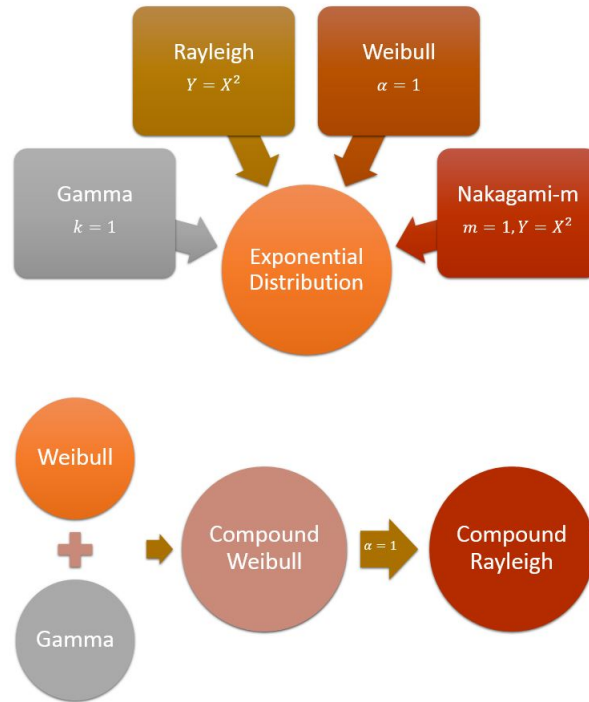 Rayleigh
Y = X²
Weibull
α = 1
Gamma
k = 1
Nakagami-m
m = 1, Y = X²
Exponential
Distribution
Weibull
Gamma
Compound
Weibull
α = 1
Compound
Rayleigh